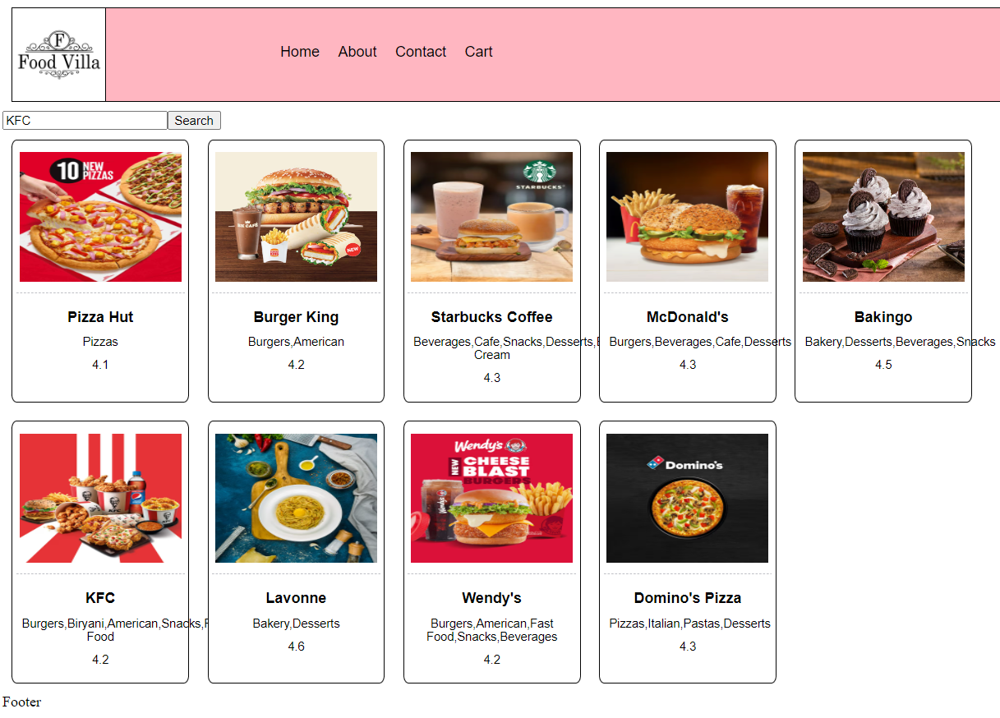 F
Food Villa
Home About Contact Cart
KFC Search
10 NEW
PIZZAS
NEW
STARBUCKS
Pizza Hut
Pizzas
4.1
Burger King
Burgers,American
4.2
Starbucks Coffee
Beverages,Cafe,Snacks,Desserts,
Cream
4.3
McDonald's
Burgers,Beverages,Cafe,Desserts
4.3
Bakingo
Bakery,Desserts,Beverages,Snacks
4.5
KFC
Wendy's
NEW CHEESE
BLAST
BURGERS
Wendy's
Domino's
KFC
Burgers,Biryani,American,Snacks,
Food
4.2
Lavonne
Bakery,Desserts
4.6
Wendy's
Burgers,American,Fast
Food,Snacks,Beverages
4.2
Domino's Pizza
Pizzas,Italian,Pastas,Desserts
4.3
Footer